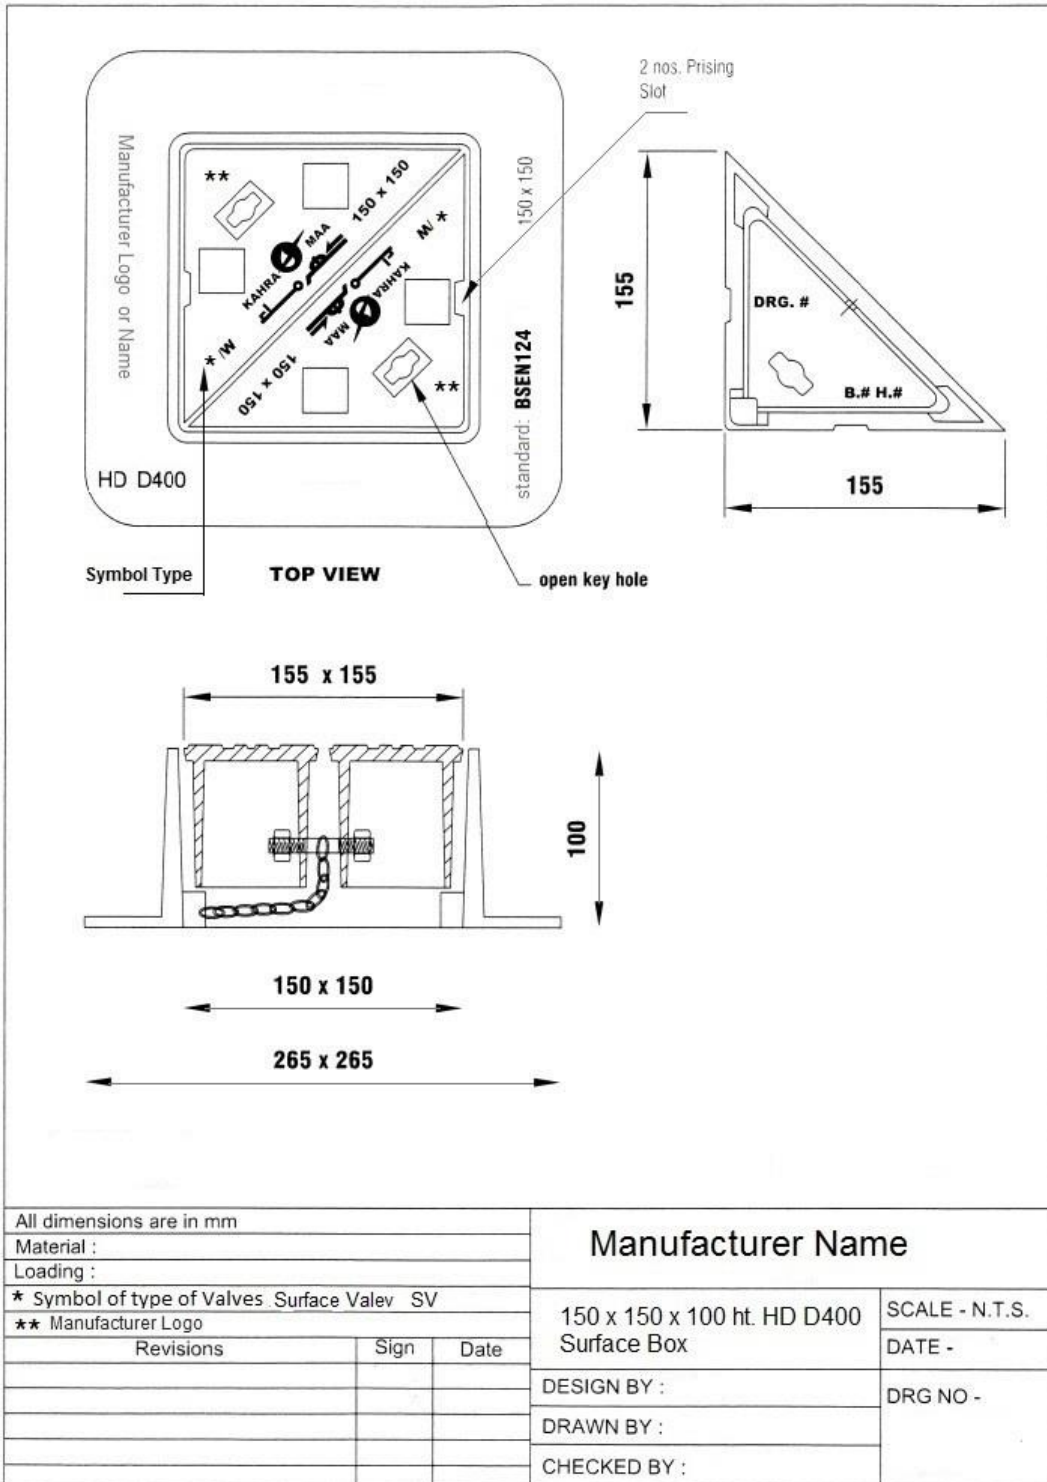 2 nos. Prising
Slot
Manufacturer Logo or Name
**
150 x 150
KAHRA
MAA
* /W
* /W
KAHRA
MAA
150 x 150
**
150 x 150
standard: BSEN124
HD D400
Symbol Type
TOP VIEW
open key hole
155
DRG. #
B.# H.#
155
155 x 155
100
150 x 150
265 x 265
All dimensions are in mm
Material :
Loading :
* Symbol of type of Valves Surface Valev SV
** Manufacturer Logo
Revisions Sign Date
Manufacturer Name
150 x 150 x 100 ht. HD D400
Surface Box
SCALE - N.T.S.
DATE -
DESIGN BY :
DRAWN BY :
CHECKED BY :
DRG NO -